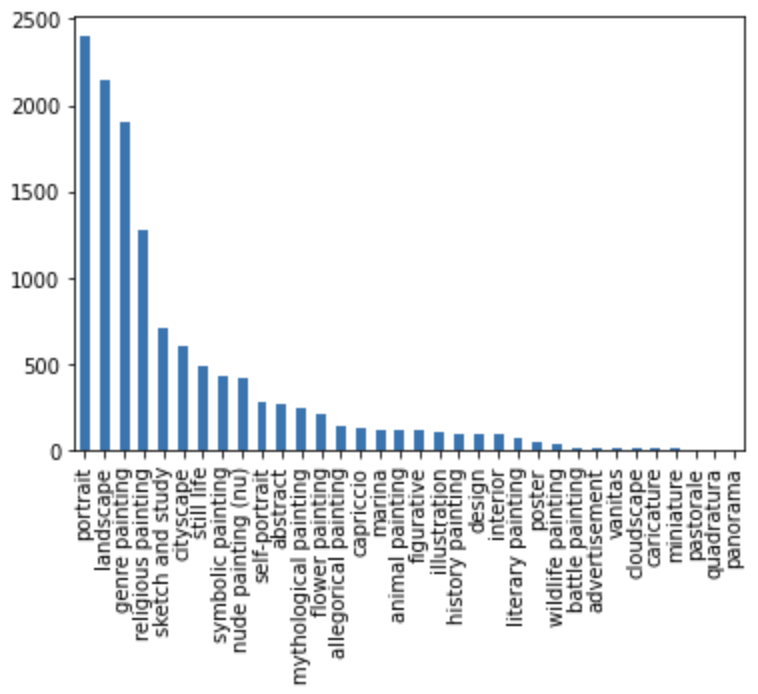 2500
2000
1500
1000
500
0
portrait
landscape
genre painting
religious painting
sketch and study
cityscape
still life
symbolic painting
nude painting (nu)
self-portrait
abstract
mythological painting
flower painting
allegorical painting
capriccio
marina
animal painting
figurative
illustration
history painting
design
interior
literary painting
poster
wildlife painting
battle painting
advertisement
vanitas
cloudscape
caricature
miniature
pastorale
quadratura
panorama